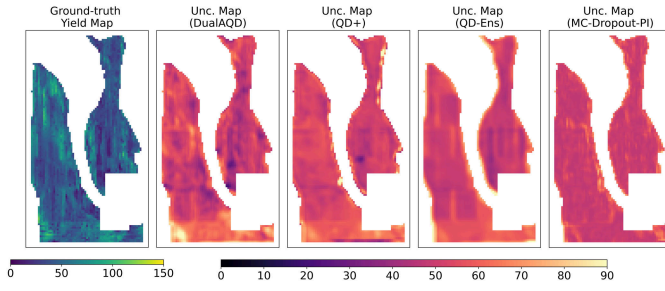 Ground-truth
Yield Map
Unc. Map
(DualAQD)
Unc. Map
(QD+)
Unc. Map
(QD-Ens)
Unc. Map
(MC-Dropout-PI)
0 50 100 150
0 10 20 30 40 50 60 70 80 90